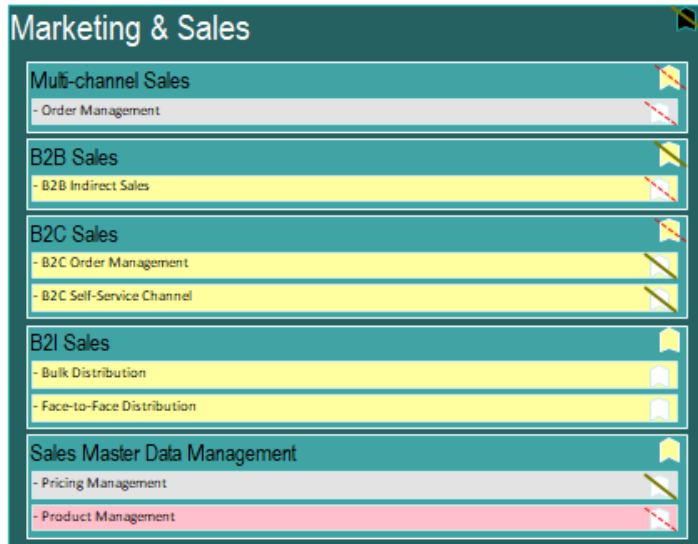 Marketing & Sales
Multi-channel Sales
- Order Management
B2B Sales
- B2B Indirect Sales
B2C Sales
- B2C Order Management
- B2C Self-Service Channel
B2I Sales
- Bulk Distribution
- Face-to-Face Distribution
Sales Master Data Management
- Pricing Management
- Product Management